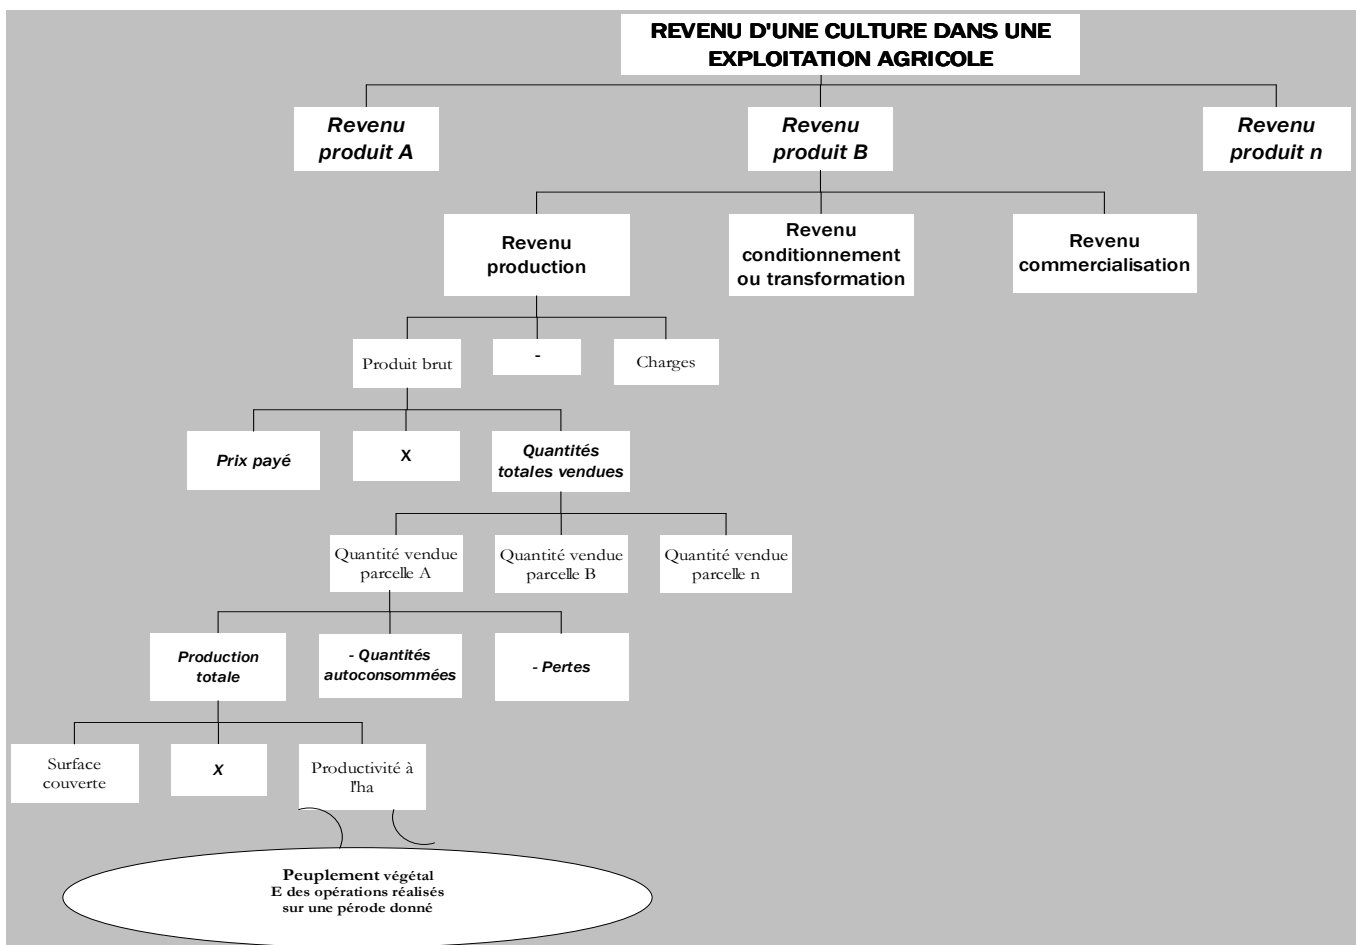 REVENU D'UNE CULTURE DANS UNE
EXPLOITATION AGRICOLE
Revenu
produit A
Revenu
produit B
Revenu
produit n
Revenu
production
Revenu
conditionnement
ou transformation
Revenu
commercialisation
Produit brut
-
Charges
Prix payé
X
Quantités
totales vendues
Quantité vendue
parcelle A
Quantité vendue
parcelle B
Quantité vendue
parcelle n
Production
totale
- Quantités
autoconsommées
- Pertes
Surface
couverte
X
Productivité à
l'ha
Peuplement végétal
E des opérations réalisés
sur une pérode donné